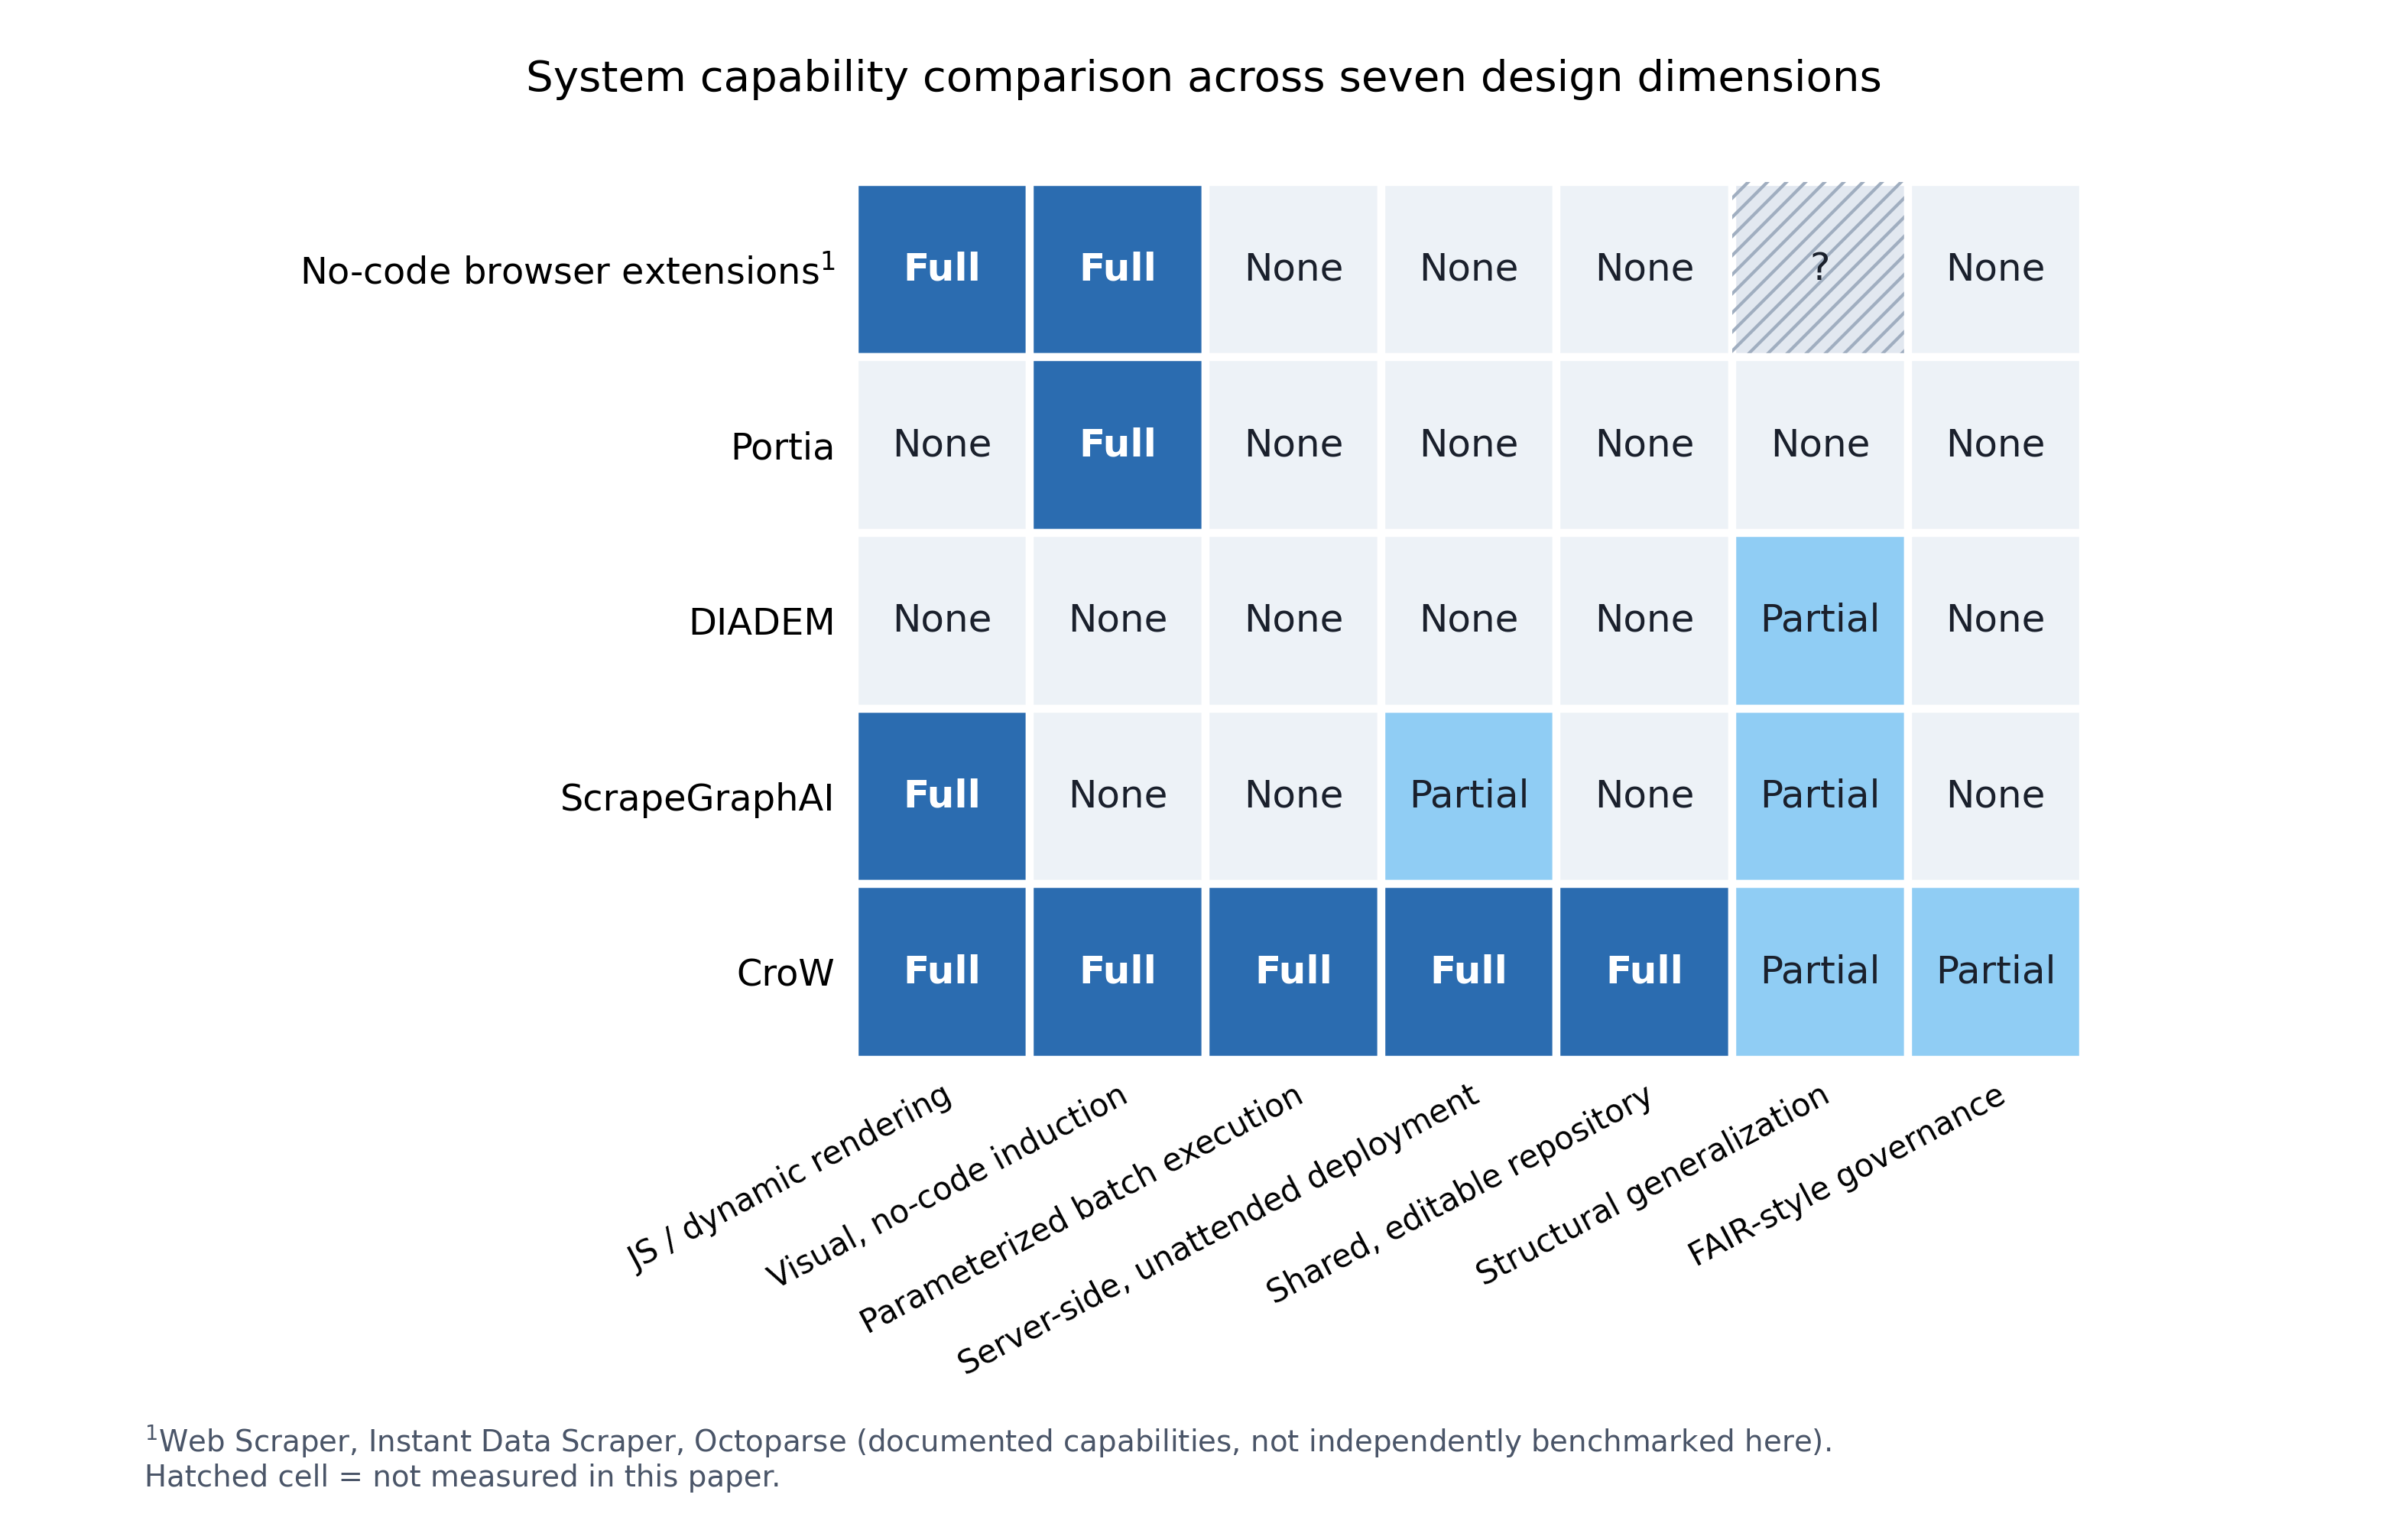 System capability comparison across seven design dimensions
No-code browser extensions¹ Full Full None None None ? None
Portia None Full None None None None None
DIADEM None None None None None Partial None
ScrapeGraphAI Full None None Partial None Partial None
CroW Full Full Full Full Full Partial Partial
JS / dynamic rendering
Visual, no-code induction
Parameterized batch execution
Server-side, unattended deployment
Shared, editable repository
Structural generalization
FAIR-style governance
¹Web Scraper, Instant Data Scraper, Octoparse (documented capabilities, not independently benchmarked here).
Hatched cell = not measured in this paper.